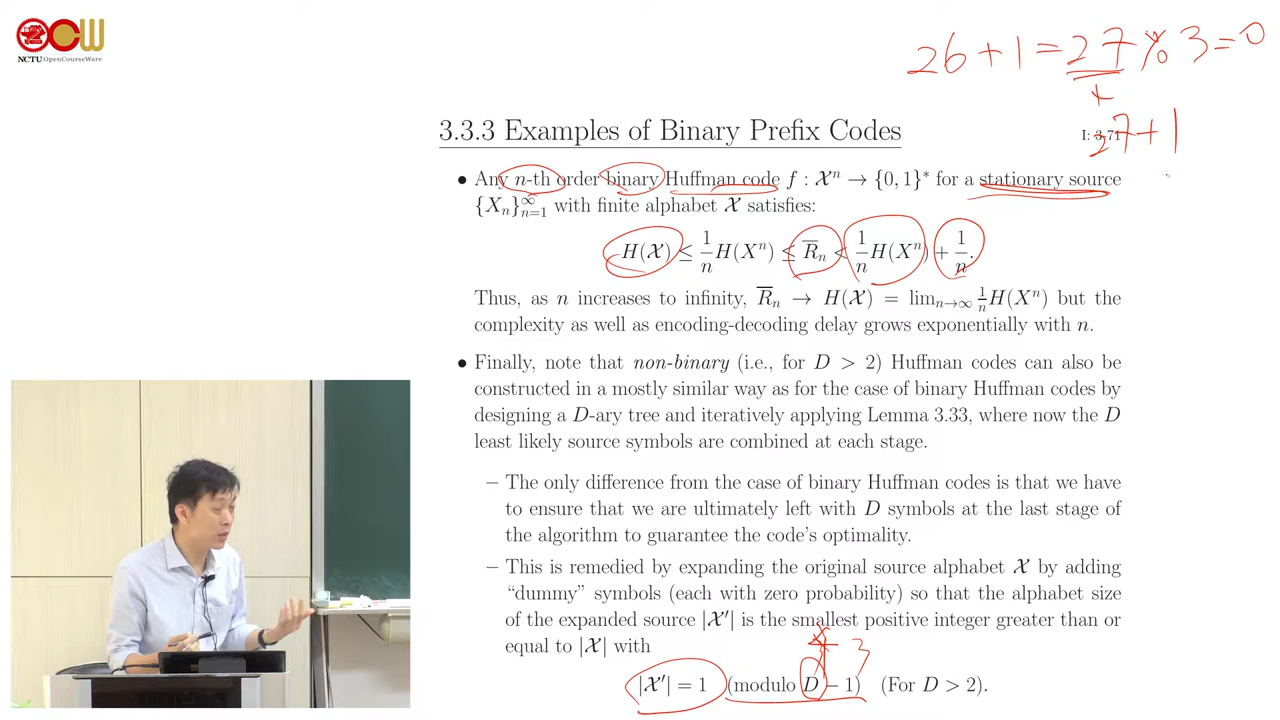 NCTU OpenCourseWare
26 + 1 = 27 % 3 = 0
27 + 1
3.3.3 Examples of Binary Prefix Codes
• Any n-th order binary Huffman code f : 𝒳ⁿ → {0, 1}* for a stationary source
{Xₙ}ₙ₌₁^∞ with finite alphabet 𝒳 satisfies:
H(𝒳) ≤ 1/n H(Xⁿ) ≤ R̅ₙ < 1/n H(Xⁿ) + 1/n.
Thus, as n increases to infinity, R̅ₙ → H(𝒳) = limₙ→∞ 1/n H(Xⁿ) but the
complexity as well as encoding-decoding delay grows exponentially with n.
• Finally, note that non-binary (i.e., for D > 2) Huffman codes can also be
constructed in a mostly similar way as for the case of binary Huffman codes by
designing a D-ary tree and iteratively applying Lemma 3.33, where now the D
least likely source symbols are combined at each stage.
– The only difference from the case of binary Huffman codes is that we have
to ensure that we are ultimately left with D symbols at the last stage of
the algorithm to guarantee the code's optimality.
– This is remedied by expanding the original source alphabet 𝒳 by adding
"dummy" symbols (each with zero probability) so that the alphabet size
of the expanded source |𝒳′| is the smallest positive integer greater than or
equal to |𝒳| with
3
|𝒳′| = 1 (modulo D − 1) (For D > 2).